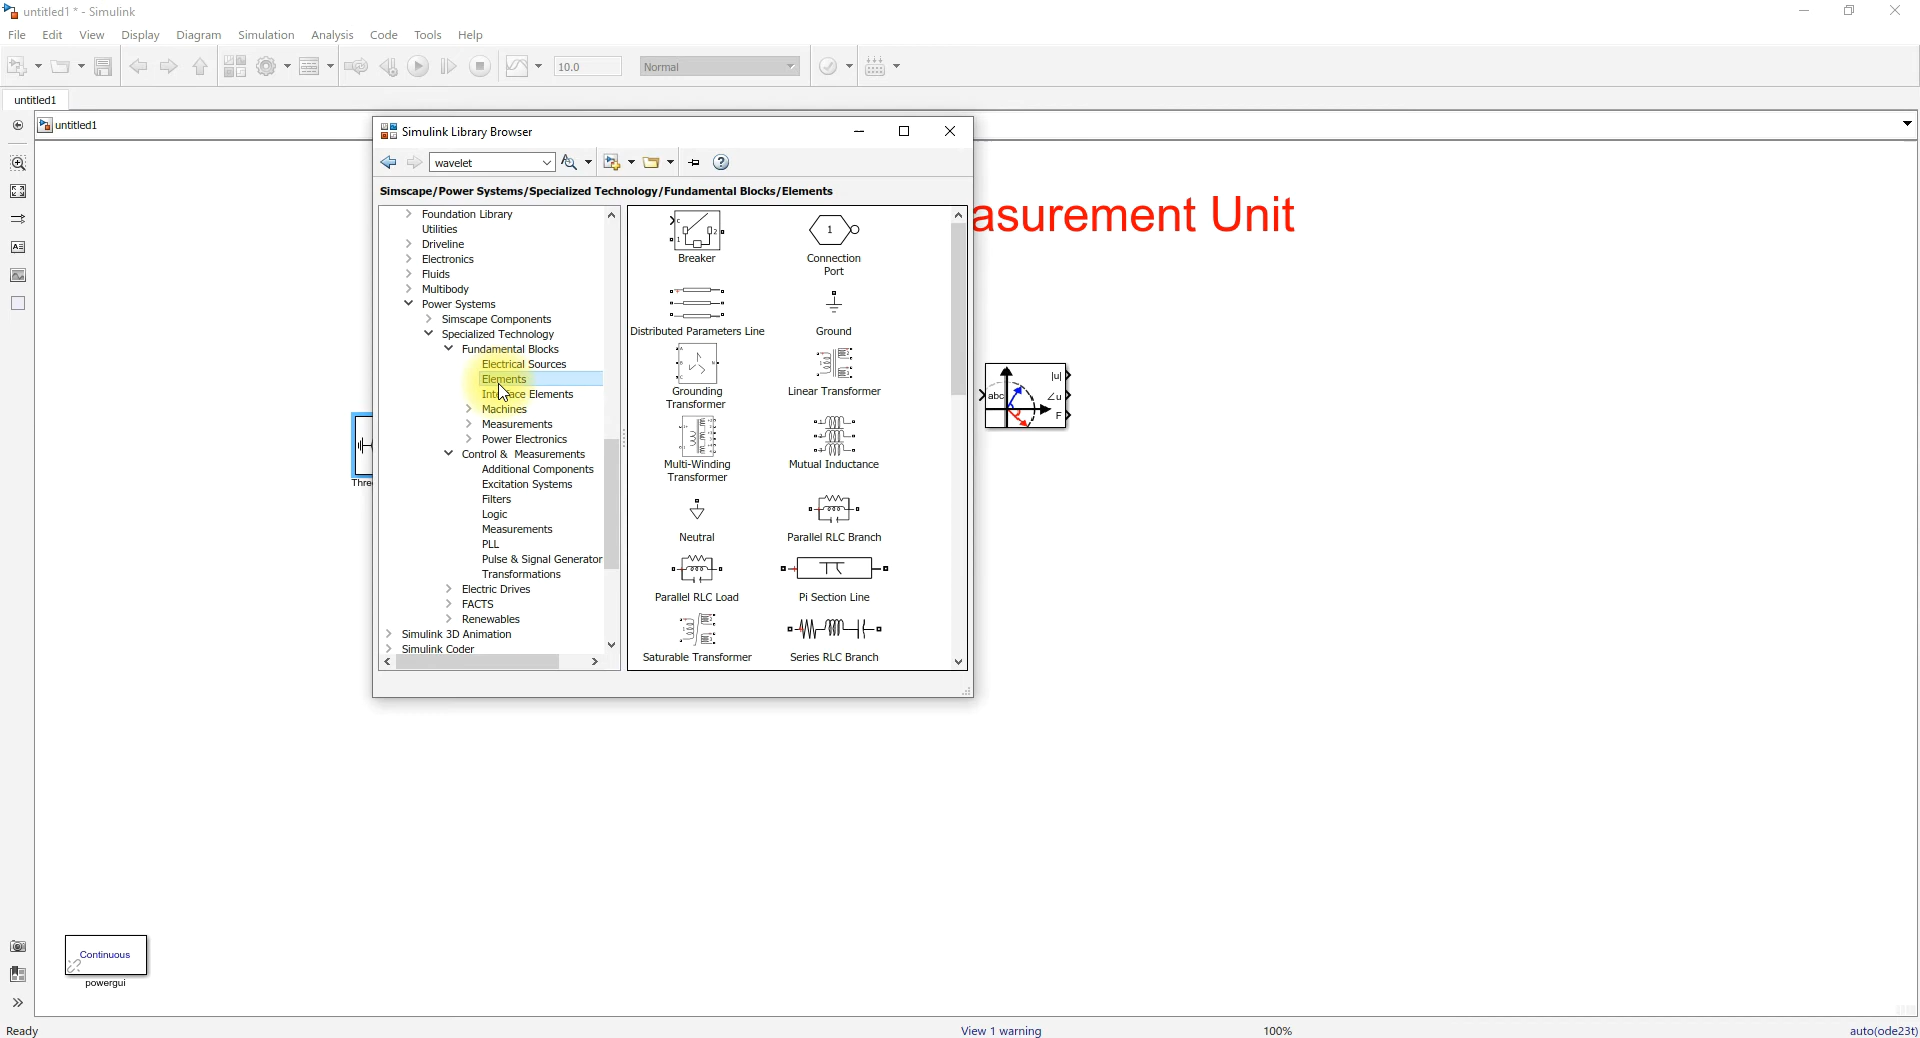 untitled1 * - Simulink
File Edit View Display Diagram Simulation Analysis Code Tools Help
10.0 Normal
untitled1
untitled1
Simulink Library Browser
wavelet
Simscape/Power Systems/Specialized Technology/Fundamental Blocks/Elements
Foundation Library
Utilities
Driveline
Electronics
Fluids
Multibody
Power Systems
Simscape Components
Specialized Technology
Fundamental Blocks
Electrical Sources
Elements
Elements
Machines
Measurements
Power Electronics
Control & Measurements
Additional Components
Excitation Systems
Filters
Logic
Measurements
PLL
Pulse & Signal Generator
Transformations
Electric Drives
FACTS
Renewables
Simulink 3D Animation
Simulink Coder
Breaker
1
Connection
Port
Distributed Parameters Line
Ground
Grounding
Transformer
Linear Transformer
Multi-Winding
Transformer
Mutual Inductance
Neutral
Parallel RLC Branch
Parallel RLC Load
Pi Section Line
Saturable Transformer
Series RLC Branch
asurement Unit
abc
|u|
∠u
F
Thre
Continuous
powergui
Ready
View 1 warning
100%
auto(ode23t)